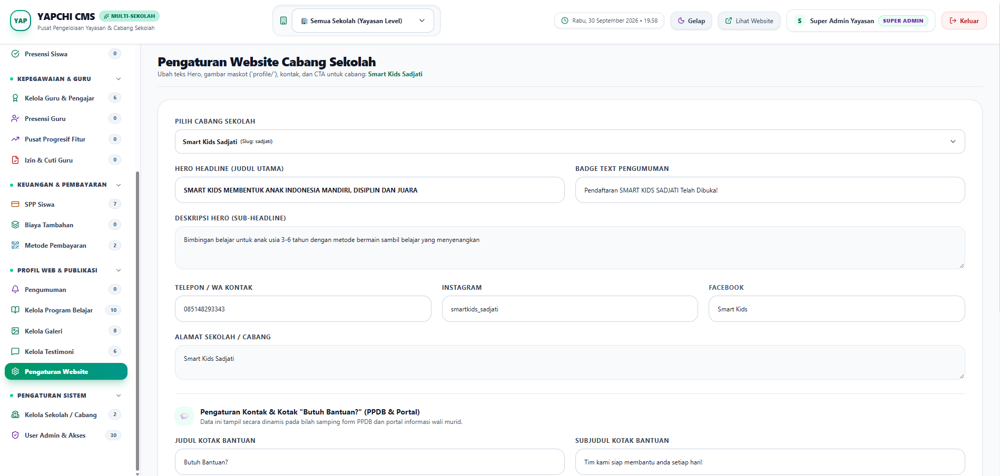 YAP
YAPCHI CMS
MULTI-SEKOLAH
Pusat Pengelolaan Yayasan & Cabang Sekolah
Semua Sekolah (Yayasan Level)
Rabu, 30 September 2026 • 19.58
Gelap
Lihat Website
S
Super Admin Yayasan
SUPER ADMIN
Keluar
Presensi Siswa 0
KEPEGAWAIAN & GURU
Kelola Guru & Pengajar 6
Presensi Guru 0
Pusat Progresif Fitur 0
Izin & Cuti Guru 0
KEUANGAN & PEMBAYARAN
SPP Siswa 7
Biaya Tambahan 0
Metode Pembayaran 2
PROFIL WEB & PUBLIKASI
Pengumuman 0
Kelola Program Belajar 10
Kelola Galeri 8
Kelola Testimoni 6
Pengaturan Website
PENGATURAN SISTEM
Kelola Sekolah / Cabang 2
User Admin & Akses 30
Pengaturan Website Cabang Sekolah
Ubah teks Hero, gambar maskot (`profile/`), kontak, dan CTA untuk cabang: Smart Kids Sadjati
PILIH CABANG SEKOLAH
Smart Kids Sadjati (Slug: sadjati)
HERO HEADLINE (JUDUL UTAMA)
SMART KIDS MEMBENTUK ANAK INDONESIA MANDIRI, DISIPLIN DAN JUARA
BADGE TEXT PENGUMUMAN
Pendaftaran SMART KIDS SADJATI Telah Dibuka!
DESKRIPSI HERO (SUB-HEADLINE)
Bimbingan belajar untuk anak usia 3-6 tahun dengan metode bermain sambil belajar yang menyenangkan
TELEPON / WA KONTAK
085148293343
INSTAGRAM
smartkids_sadjati
FACEBOOK
Smart Kids
ALAMAT SEKOLAH / CABANG
Smart Kids Sadjati
Pengaturan Kontak & Kotak "Butuh Bantuan?" (PPDB & Portal)
Data ini tampil secara dinamis pada bilah samping form PPDB dan portal informasi wali murid.
JUDUL KOTAK BANTUAN
Butuh Bantuan?
SUBJUDUL KOTAK BANTUAN
Tim kami siap membantu anda setiap hari!